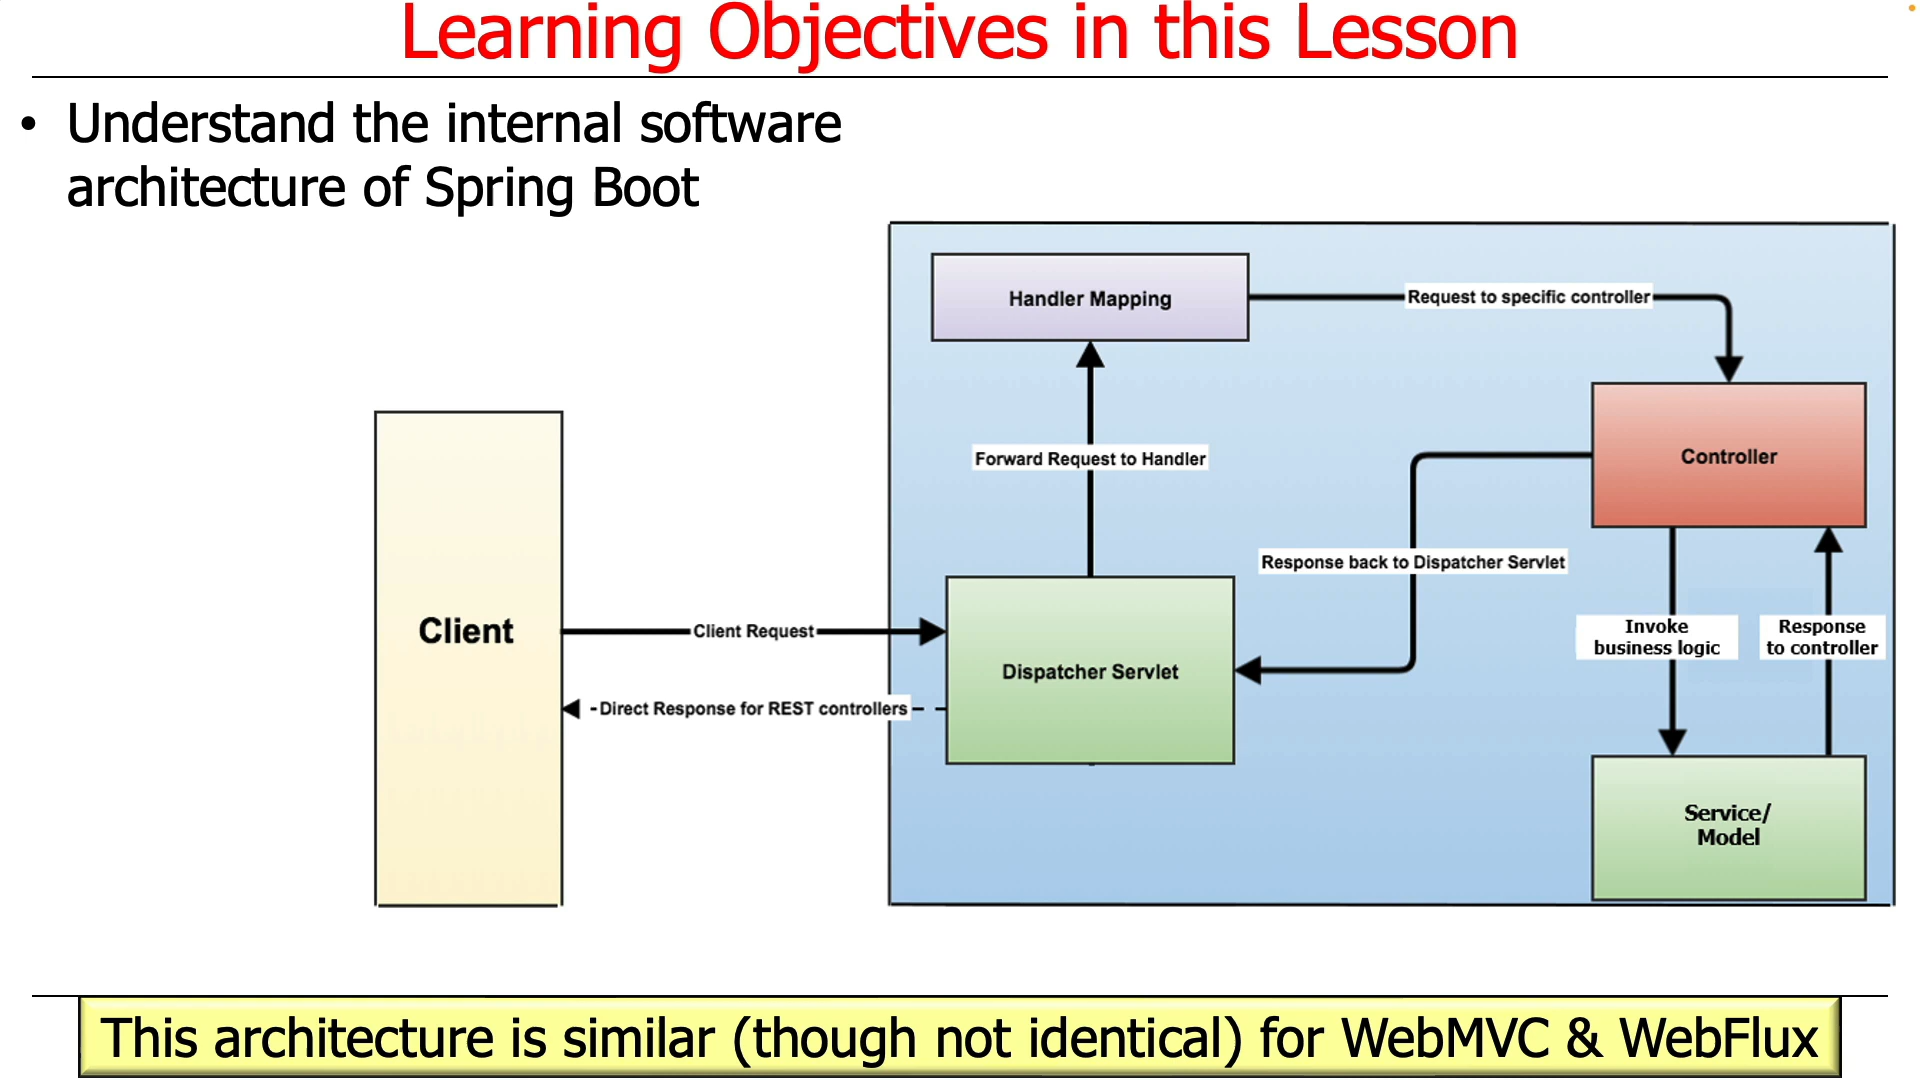 Learning Objectives in this Lesson
• Understand the internal software
architecture of Spring Boot
Handler Mapping
Request to specific controller
Controller
Forward Request to Handler
Response back to Dispatcher Servlet
Client
Client Request
Dispatcher Servlet
Direct Response for REST controllers
Invoke
business logic
Response
to controller
Service/
Model
This architecture is similar (though not identical) for WebMVC & WebFlux